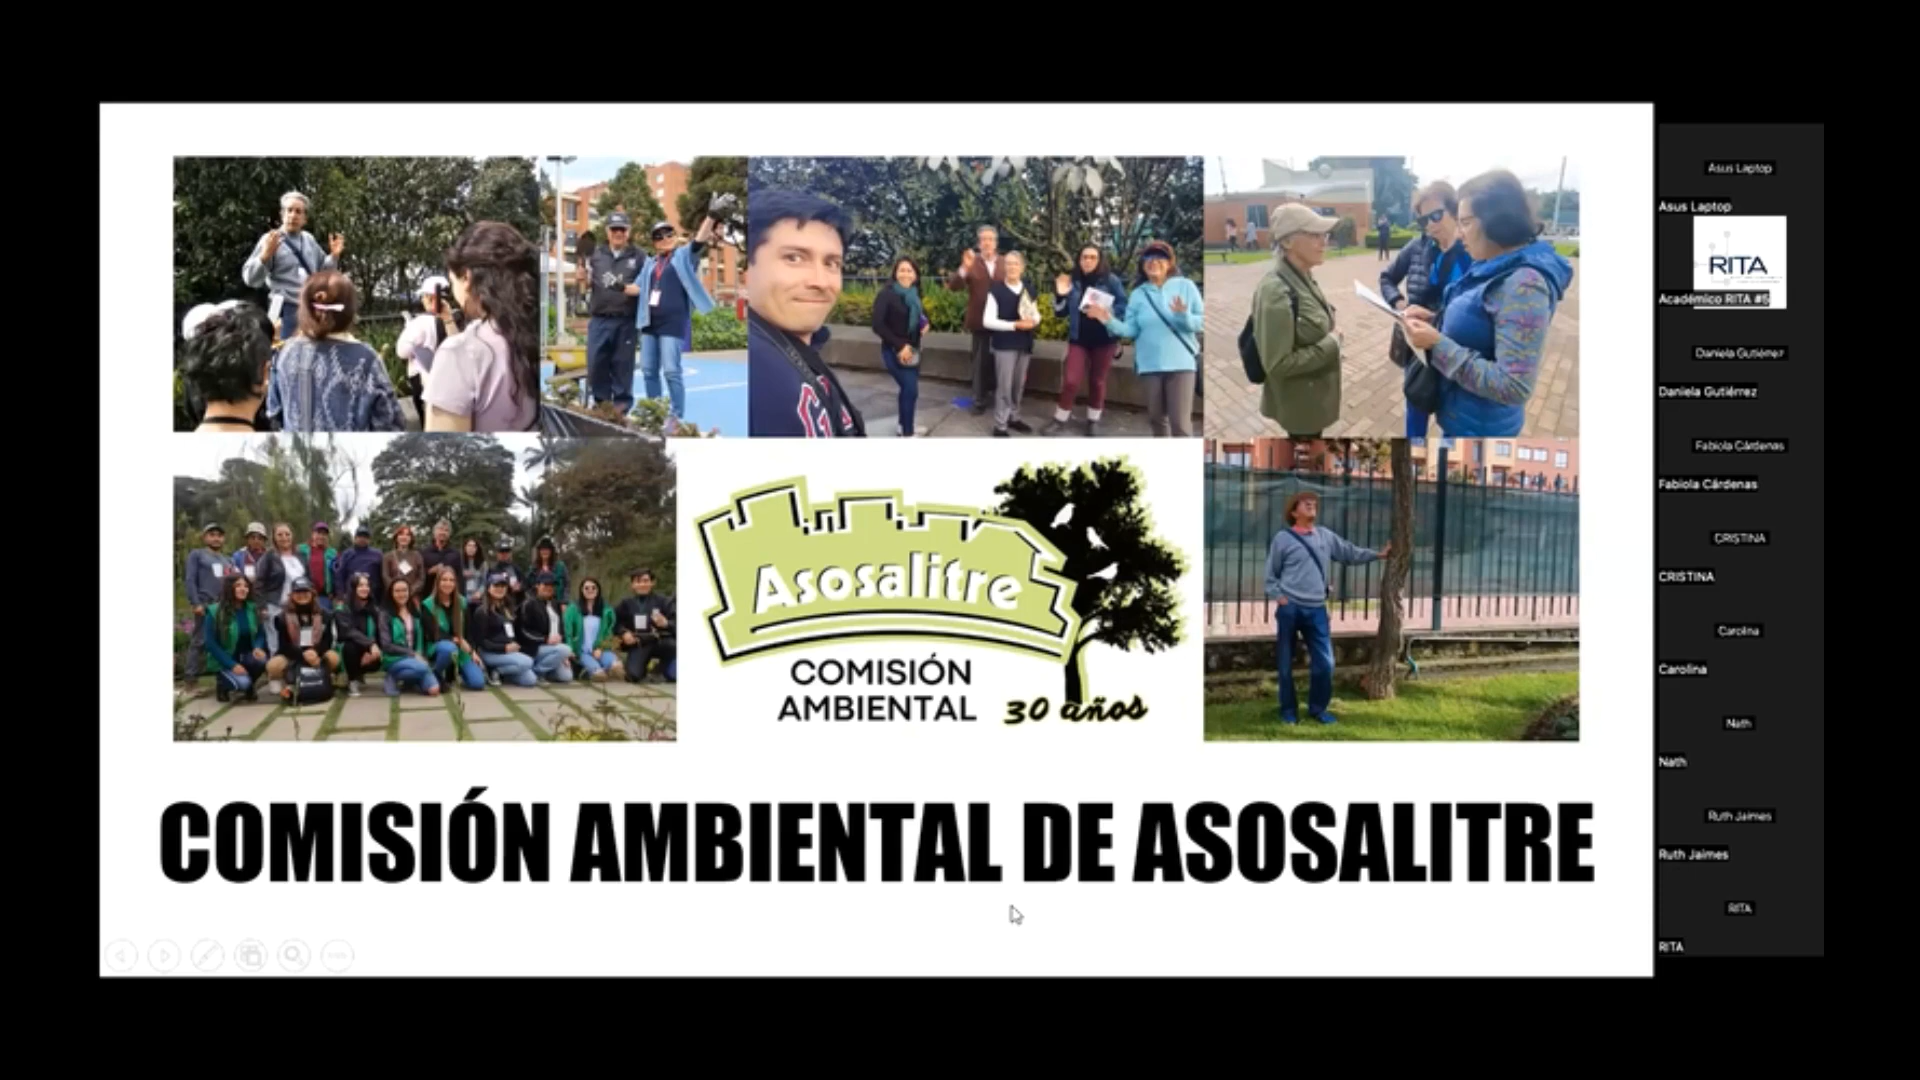 Asosalitre
COMISIÓN
AMBIENTAL
30 años
COMISIÓN AMBIENTAL DE ASOSALITRE
Asus Laptop
Asus Laptop
RITA
Académico RITA #5
Daniela Gutiérrez
Daniela Gutiérrez
Fabiola Cárdenas
Fabiola Cárdenas
CRISTINA
CRISTINA
Carolina
Carolina
Nath
Nath
Ruth Jaimes
Ruth Jaimes
RITA
RITA